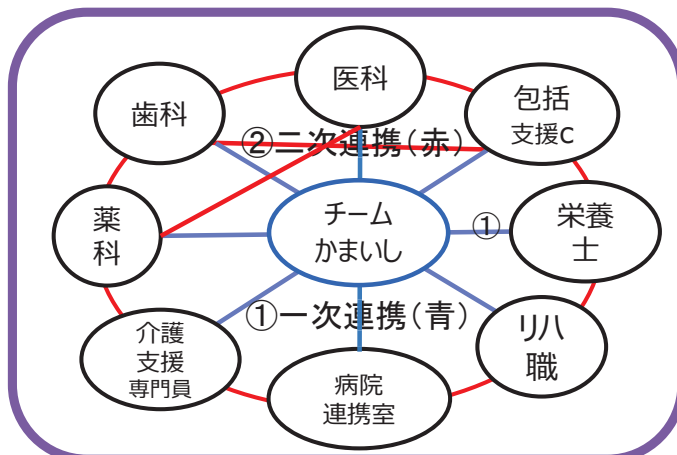 医科
歯科
包括
支援C
②二次連携(赤)
薬
科
チーム
かまいし
①
栄養
士
①一次連携(青)
介護
支援
専門員
病院
連携室
リハ
職